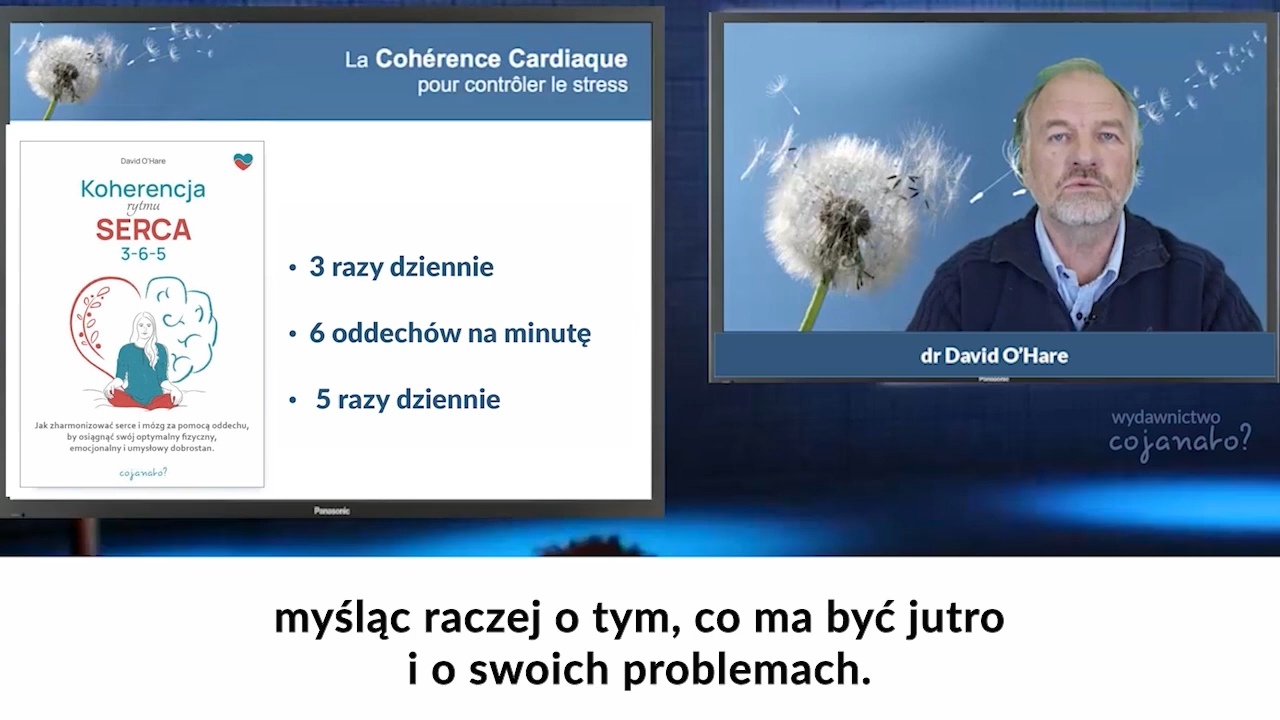 La Cohérence Cardiaque
pour contrôler le stress
David O'Hare
Koherencja
rytmu
SERCA
3-6-5
Jak zharmonizować serce i mózg za pomocą oddechu,
by osiągnąć swój optymalny fizyczny,
emocjonalny i umysłowy dobrostan.
cojanato?
• 3 razy dziennie
• 6 oddechów na minutę
• 5 razy dziennie
Panasonic
dr David O'Hare
Panasonic
wydawnictwo
cojanato?
myśląc raczej o tym, co ma być jutro
i o swoich problemach.